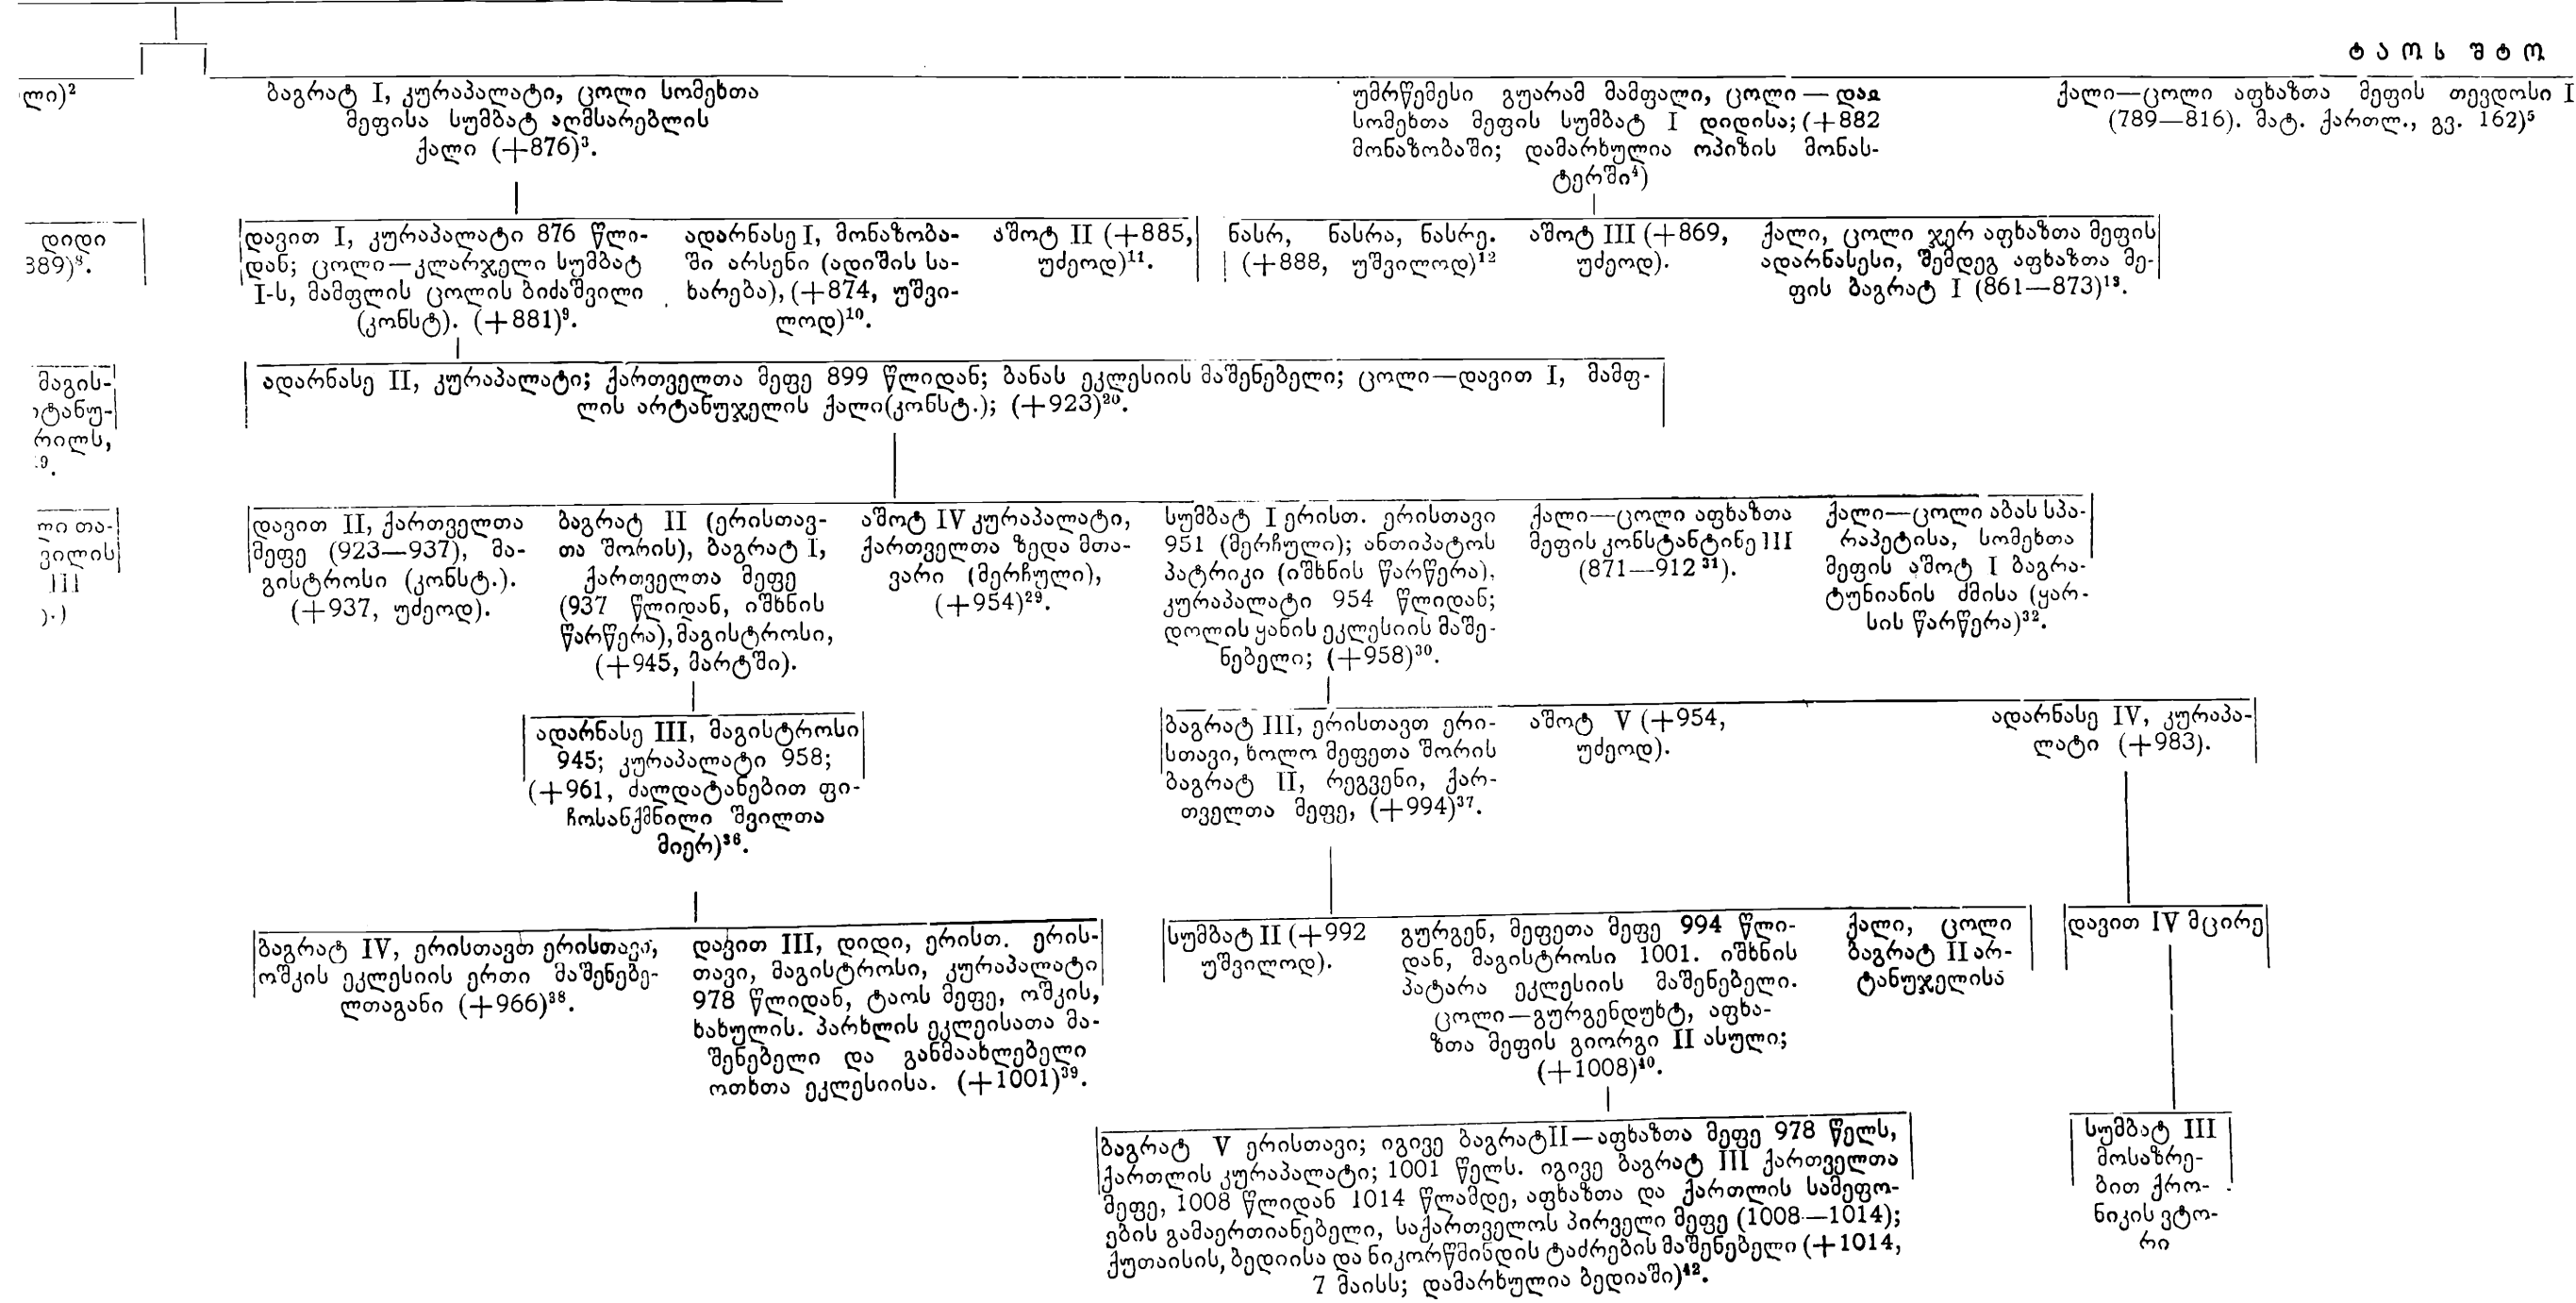 ტაოს შტო
ლი)²
ბაგრატ I, კურაპალატი, ცოლი სომეხთა
მეფისა სუმბატ აღმსარებლის
ქალი (+876)³.
უმრწემესი გუარამ მამფალი, ცოლი — დაჲ
სომეხთა მეფის სუმბატ I დიდისა; (+882
მონაზობაში; დამარხულია ოპიზის მონას-
ტერში⁴)
ქალი—ცოლი აფხაზთა მეფის თევდოსი I
(789—816). მატ. ქართლ., გვ. 162)⁵
დიდი
389)⁸.
დავით I, კურაპალატი 876 წლი-
დან; ცოლი—კლარჯელი სუმბატ
I-ს, მამფლის ცოლის ბიძაშვილი
(კონსტ). (+881)⁹.
ადარნასე I, მონაზობა-
ში არსენი (ადიშის სა-
ხარება), (+874, უშვი-
ლოდ)¹⁰.
აშოტ II (+885,
უძეოდ)¹¹.
ნასრ, ნასრა, ნასრე.
(+888, უშვილოდ)¹²
აშოტ III (+869,
უძეოდ).
ქალი, ცოლი ჯერ აფხაზთა მეფის
ადარნასესი, შემდეგ აფხაზთა მე-
ფის ბაგრატ I (861—873)¹³.
მაგის-
ტანუ-
რილს,
9.
ადარნასე II, კურაპალატი; ქართველთა მეფე 899 წლიდან; ბანას ეკლესიის მაშენებელი; ცოლი—დავით I, მამფ-
ლის არტანუჯელის ქალი(კონსტ.); (+923)²⁰.
ლი თა-
ვილის
III
).)
დავით II, ქართველთა
მეფე (923—937), მა-
გისტროსი (კონსტ.).
(+937, უძეოდ).
ბაგრატ II (ერისთავ-
თა შორის), ბაგრატ I,
ქართველთა მეფე
(937 წლიდან, იშხნის
წარწერა), მაგისტროსი,
(+945, მარტში).
აშოტ IV კურაპალატი,
ქართველთა ზედა მთა-
ვარი (მერჩული),
(+954)²⁹.
სუმბატ I ერისთ. ერისთავი
951 (მერჩული); ანთიპატოს
პატრიკი (იშხნის წარწერა),
კურაპალატი 954 წლიდან;
დოლისყანის ეკლესიის მაშე-
ნებელი; (+958)³⁰.
ქალი—ცოლი აფხაზთა
მეფის კონსტანტინე III
(871—912³¹).
ქალი—ცოლი აბას სპა-
რაპეტისა, სომეხთა
მეფის აშოტ I ბაგრა-
ტუნიანის ძმისა (ყარ-
სის წარწერა)³².
ადარნასე III, მაგისტროსი
945; კურაპალატი 958;
(+961, ძალდატანებით ფი-
ჩოსანქმნილი შვილთა
მიერ)³⁶.
ბაგრატ III, ერისთავთ ერი-
სთავი, ხოლო მეფეთა შორის
ბაგრატ II, რეგვენი, ქარ-
თველთა მეფე, (+994)³⁷.
აშოტ V (+954,
უძეოდ).
ადარნასე IV, კურაპა-
ლატი (+983).
ბაგრატ IV, ერისთავთ ერისთავი,
ოშკის ეკლესიის ერთი მაშენებე-
ლთაგანი (+966)³⁸.
დავით III, დიდი, ერისთ. ერის-
თავი, მაგისტროსი, კურაპალატი
978 წლიდან, ტაოს მეფე, ოშკის,
ხახულის. პარხლის ეკლეისათა მა-
შენებელი და განმაახლებელი
ოთხთა ეკლესიისა. (+1001)³⁹.
სუმბატ II (+992
უშვილოდ).
გურგენ, მეფეთა მეფე 994 წლი-
დან, მაგისტროსი 1001. იშხნის
პატარა ეკლესიის მაშენებელი.
ცოლი—გურგენდუხტ, აფხა-
ზთა მეფის გიორგი II ასული;
(+1008)⁴⁰.
ქალი, ცოლი
ბაგრატ II არ-
ტანუჯელისა
დავით IV მცირე
ბაგრატ V ერისთავი; იგივე ბაგრატ II—აფხაზთა მეფე 978 წელს,
ქართლის კურაპალატი; 1001 წელს. იგივე ბაგრატ III ქართველთა
მეფე, 1008 წლიდან 1014 წლამდე, აფხაზთა და ქართლის სამეფო-
ების გამაერთიანებელი, საქართველოს პირველი მეფე (1008—1014);
ქუთაისის, ბედიისა და ნიკორწმინდის ტაძრების მაშენებელი (+1014,
7 მაისს; დამარხულია ბედიაში)⁴².
სუმბატ III
მოსაზრე-
ბით ქრო-
ნიკის ვტო-
რი